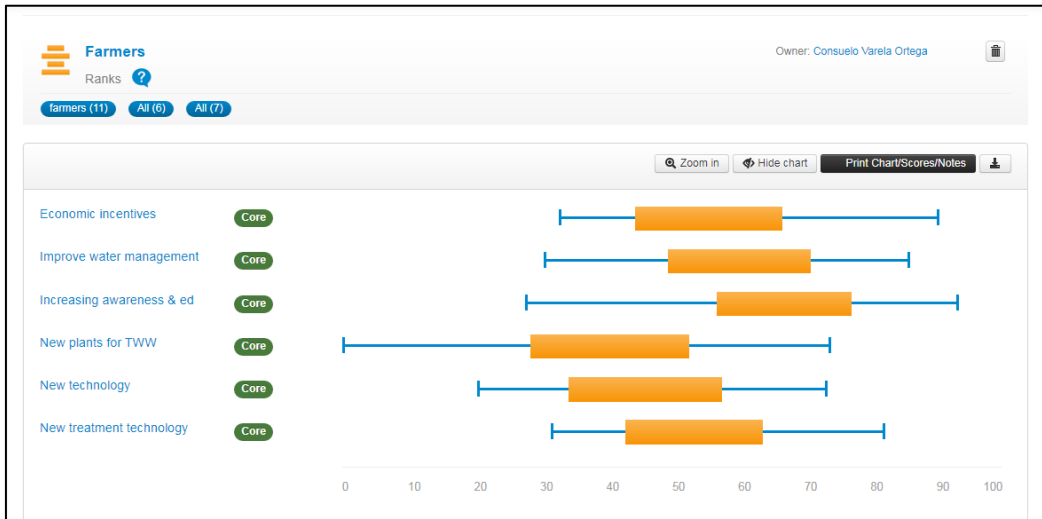 Farmers
Owner: Consuelo Varela Ortega
Ranks ?
farmers (11) All (6) All (7)
Zoom in Hide chart Print Chart/Scores/Notes
Economic incentives Core
Improve water management Core
Increasing awareness & ed Core
New plants for TWW Core
New technology Core
New treatment technology Core
0 10 20 30 40 50 60 70 80 90 100